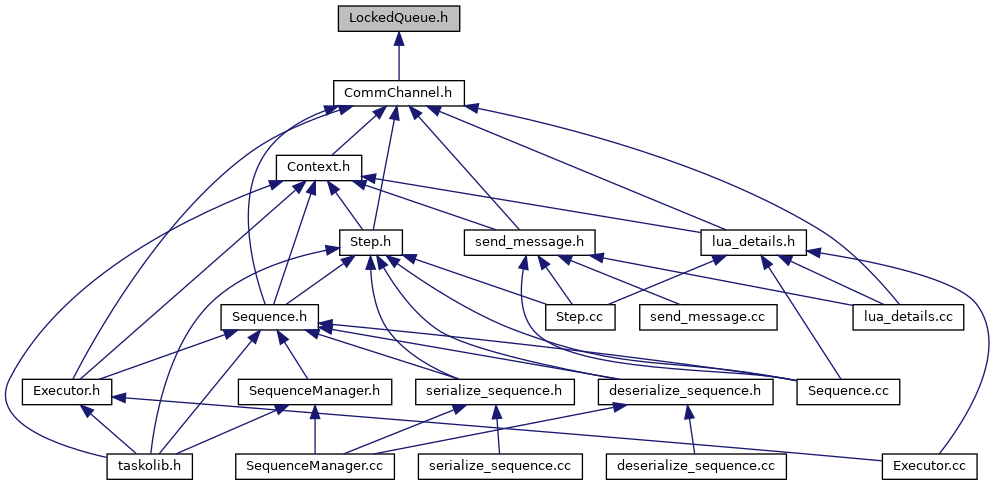 LockedQueue.h
CommChannel.h
Context.h
Step.h
send_message.h
lua_details.h
Sequence.h
Step.cc
send_message.cc
lua_details.cc
Executor.h
SequenceManager.h
serialize_sequence.h
deserialize_sequence.h
Sequence.cc
taskolib.h
SequenceManager.cc
serialize_sequence.cc
deserialize_sequence.cc
Executor.cc